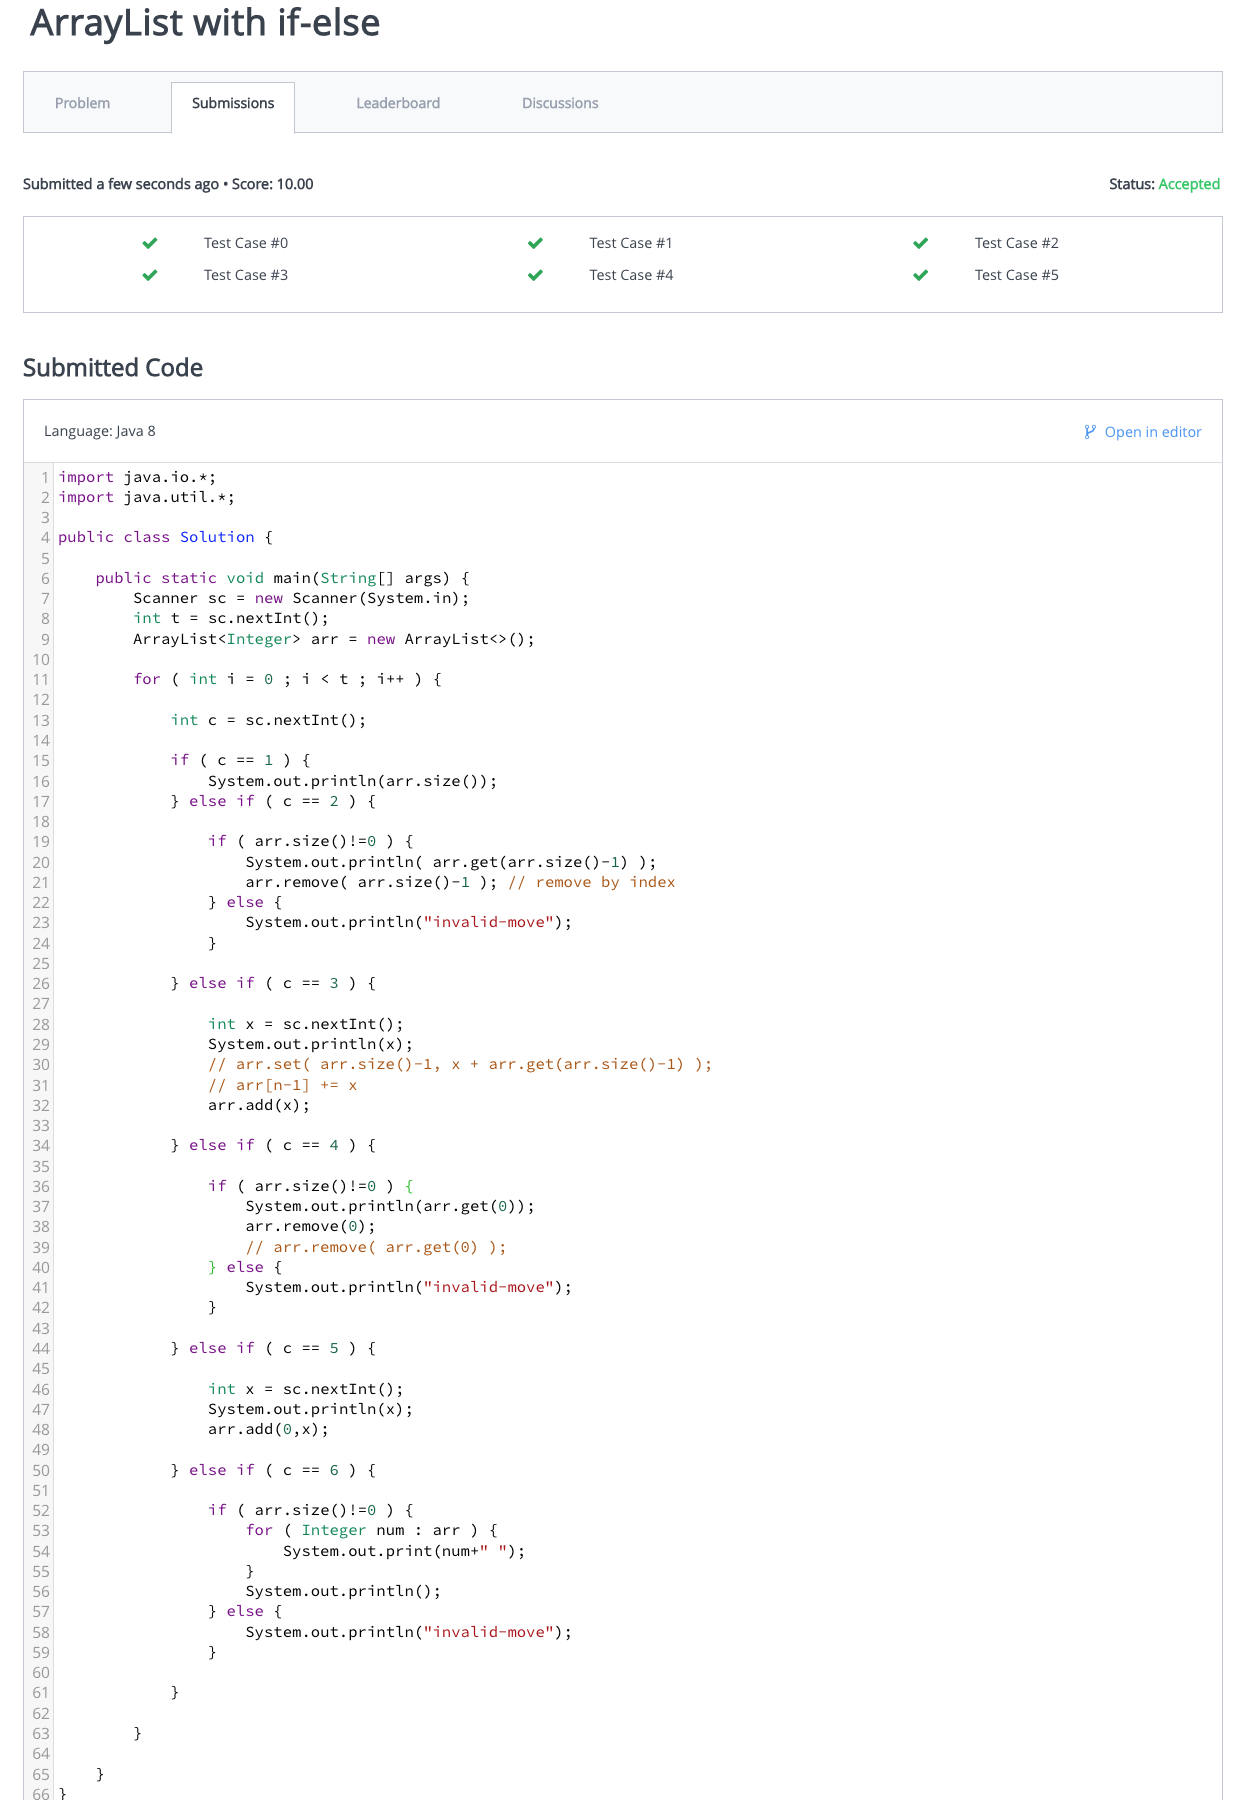 ArrayList with if-else
Problem Submissions Leaderboard Discussions
Submitted a few seconds ago • Score: 10.00 Status: Accepted
Test Case #0 Test Case #1 Test Case #2
Test Case #3 Test Case #4 Test Case #5
Submitted Code
Language: Java 8 Open in editor
1 import java.io.*;
2 import java.util.*;
3
4 public class Solution {
5
6     public static void main(String[] args) {
7         Scanner sc = new Scanner(System.in);
8         int t = sc.nextInt();
9         ArrayList<Integer> arr = new ArrayList<>();
10
11         for ( int i = 0 ; i < t ; i++ ) {
12
13             int c = sc.nextInt();
14
15             if ( c == 1 ) {
16                 System.out.println(arr.size());
17             } else if ( c == 2 ) {
18
19                 if ( arr.size()!=0 ) {
20                     System.out.println( arr.get(arr.size()-1) );
21                     arr.remove( arr.size()-1 ); // remove by index
22                 } else {
23                     System.out.println("invalid-move");
24                 }
25
26             } else if ( c == 3 ) {
27
28                 int x = sc.nextInt();
29                 System.out.println(x);
30                 // arr.set( arr.size()-1, x + arr.get(arr.size()-1) );
31                 // arr[n-1] += x
32                 arr.add(x);
33
34             } else if ( c == 4 ) {
35
36                 if ( arr.size()!=0 ) {
37                     System.out.println(arr.get(0));
38                     arr.remove(0);
39                     // arr.remove( arr.get(0) );
40                 } else {
41                     System.out.println("invalid-move");
42                 }
43
44             } else if ( c == 5 ) {
45
46                 int x = sc.nextInt();
47                 System.out.println(x);
48                 arr.add(0,x);
49
50             } else if ( c == 6 ) {
51
52                 if ( arr.size()!=0 ) {
53                     for ( Integer num : arr ) {
54                         System.out.print(num+" ");
55                     }
56                     System.out.println();
57                 } else {
58                     System.out.println("invalid-move");
59                 }
60
61             }
62
63         }
64
65     }
66 }